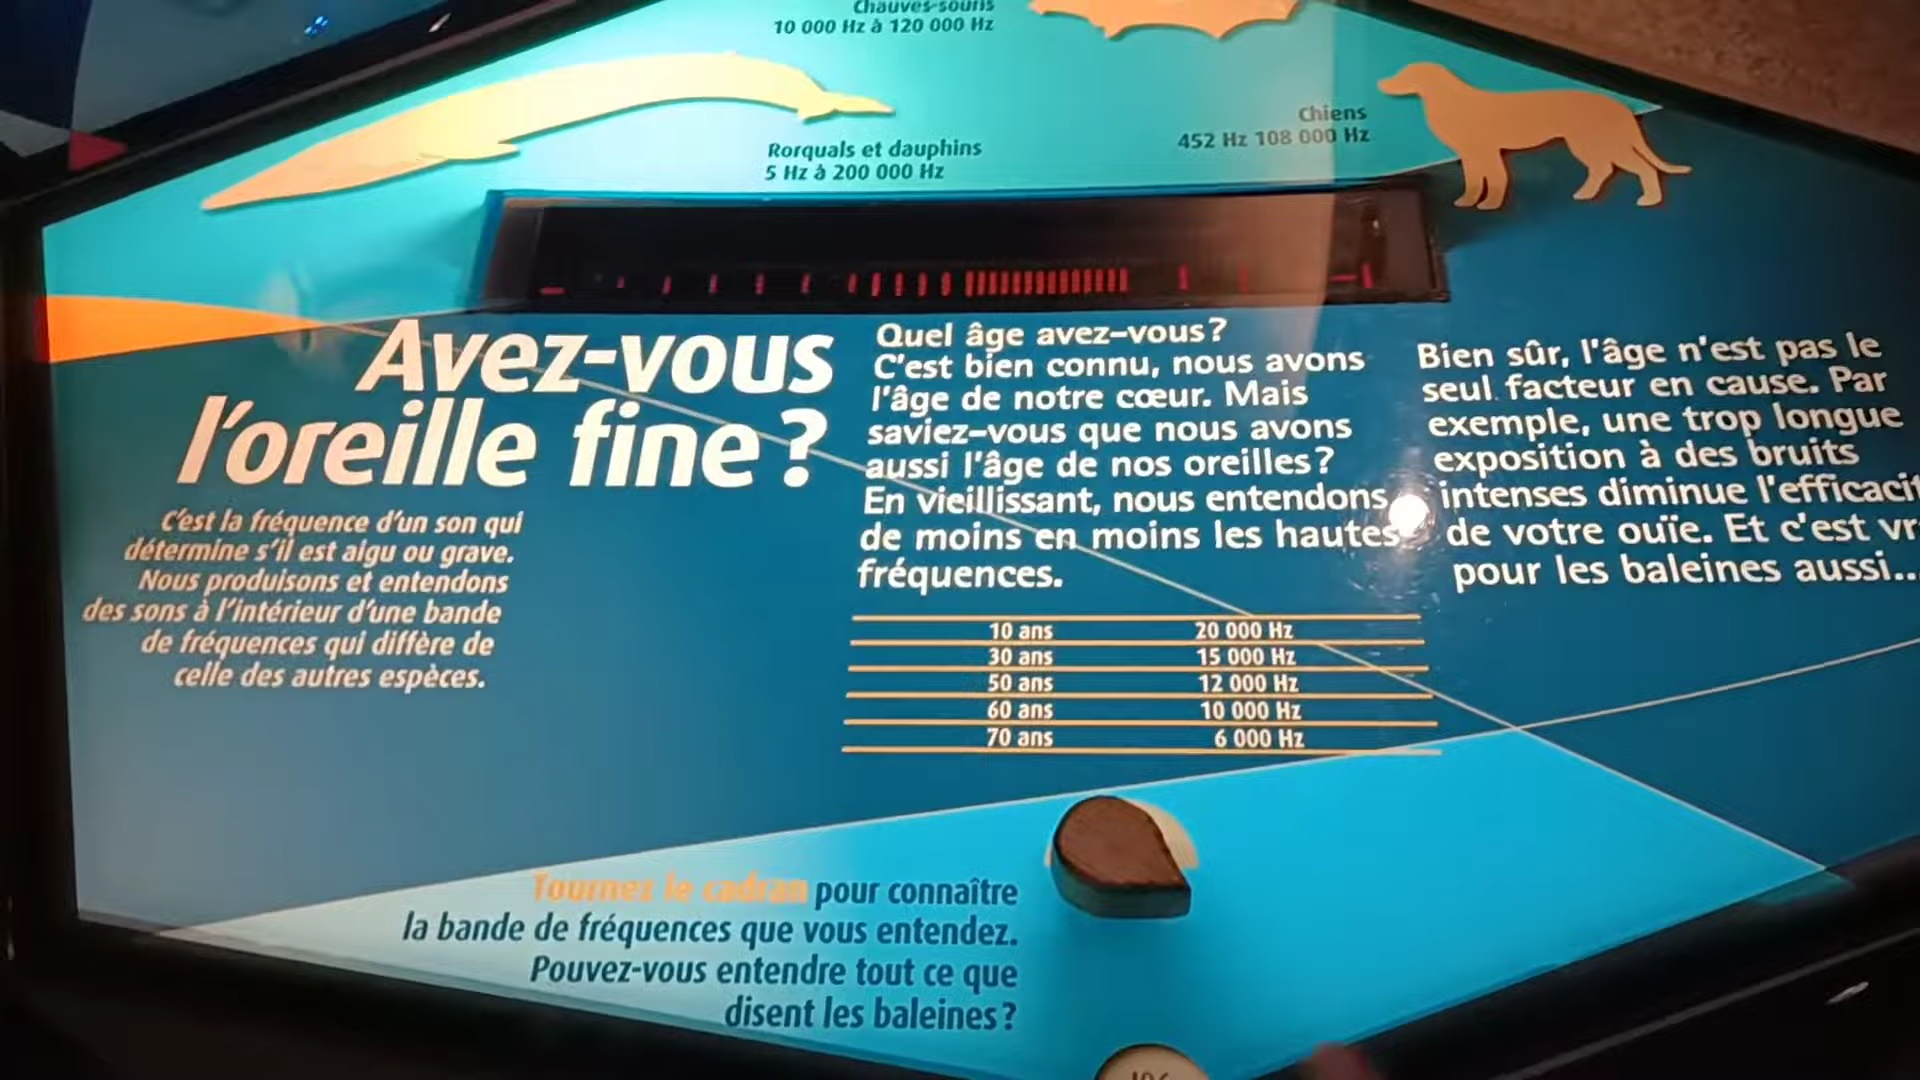 Chauves-souris
10 000 Hz à 120 000 Hz
Chiens
452 Hz 108 000 Hz
Rorquals et dauphins
5 Hz à 200 000 Hz
Avez-vous
l'oreille fine ?
C'est la fréquence d'un son qui
détermine s'il est aigu ou grave.
Nous produisons et entendons
des sons à l'intérieur d'une bande
de fréquences qui diffère de
celle des autres espèces.
Quel âge avez-vous ?
C'est bien connu, nous avons
l'âge de notre cœur. Mais
saviez-vous que nous avons
aussi l'âge de nos oreilles ?
En vieillissant, nous entendons
de moins en moins les hautes
fréquences.
Bien sûr, l'âge n'est pas le
seul facteur en cause. Par
exemple, une trop longue
exposition à des bruits
intenses diminue l'efficacit
de votre ouïe. Et c'est vr
pour les baleines aussi...
10 ans 20 000 Hz
30 ans 15 000 Hz
50 ans 12 000 Hz
60 ans 10 000 Hz
70 ans 6 000 Hz
Tournez le cadran pour connaître
la bande de fréquences que vous entendez.
Pouvez-vous entendre tout ce que
disent les baleines ?